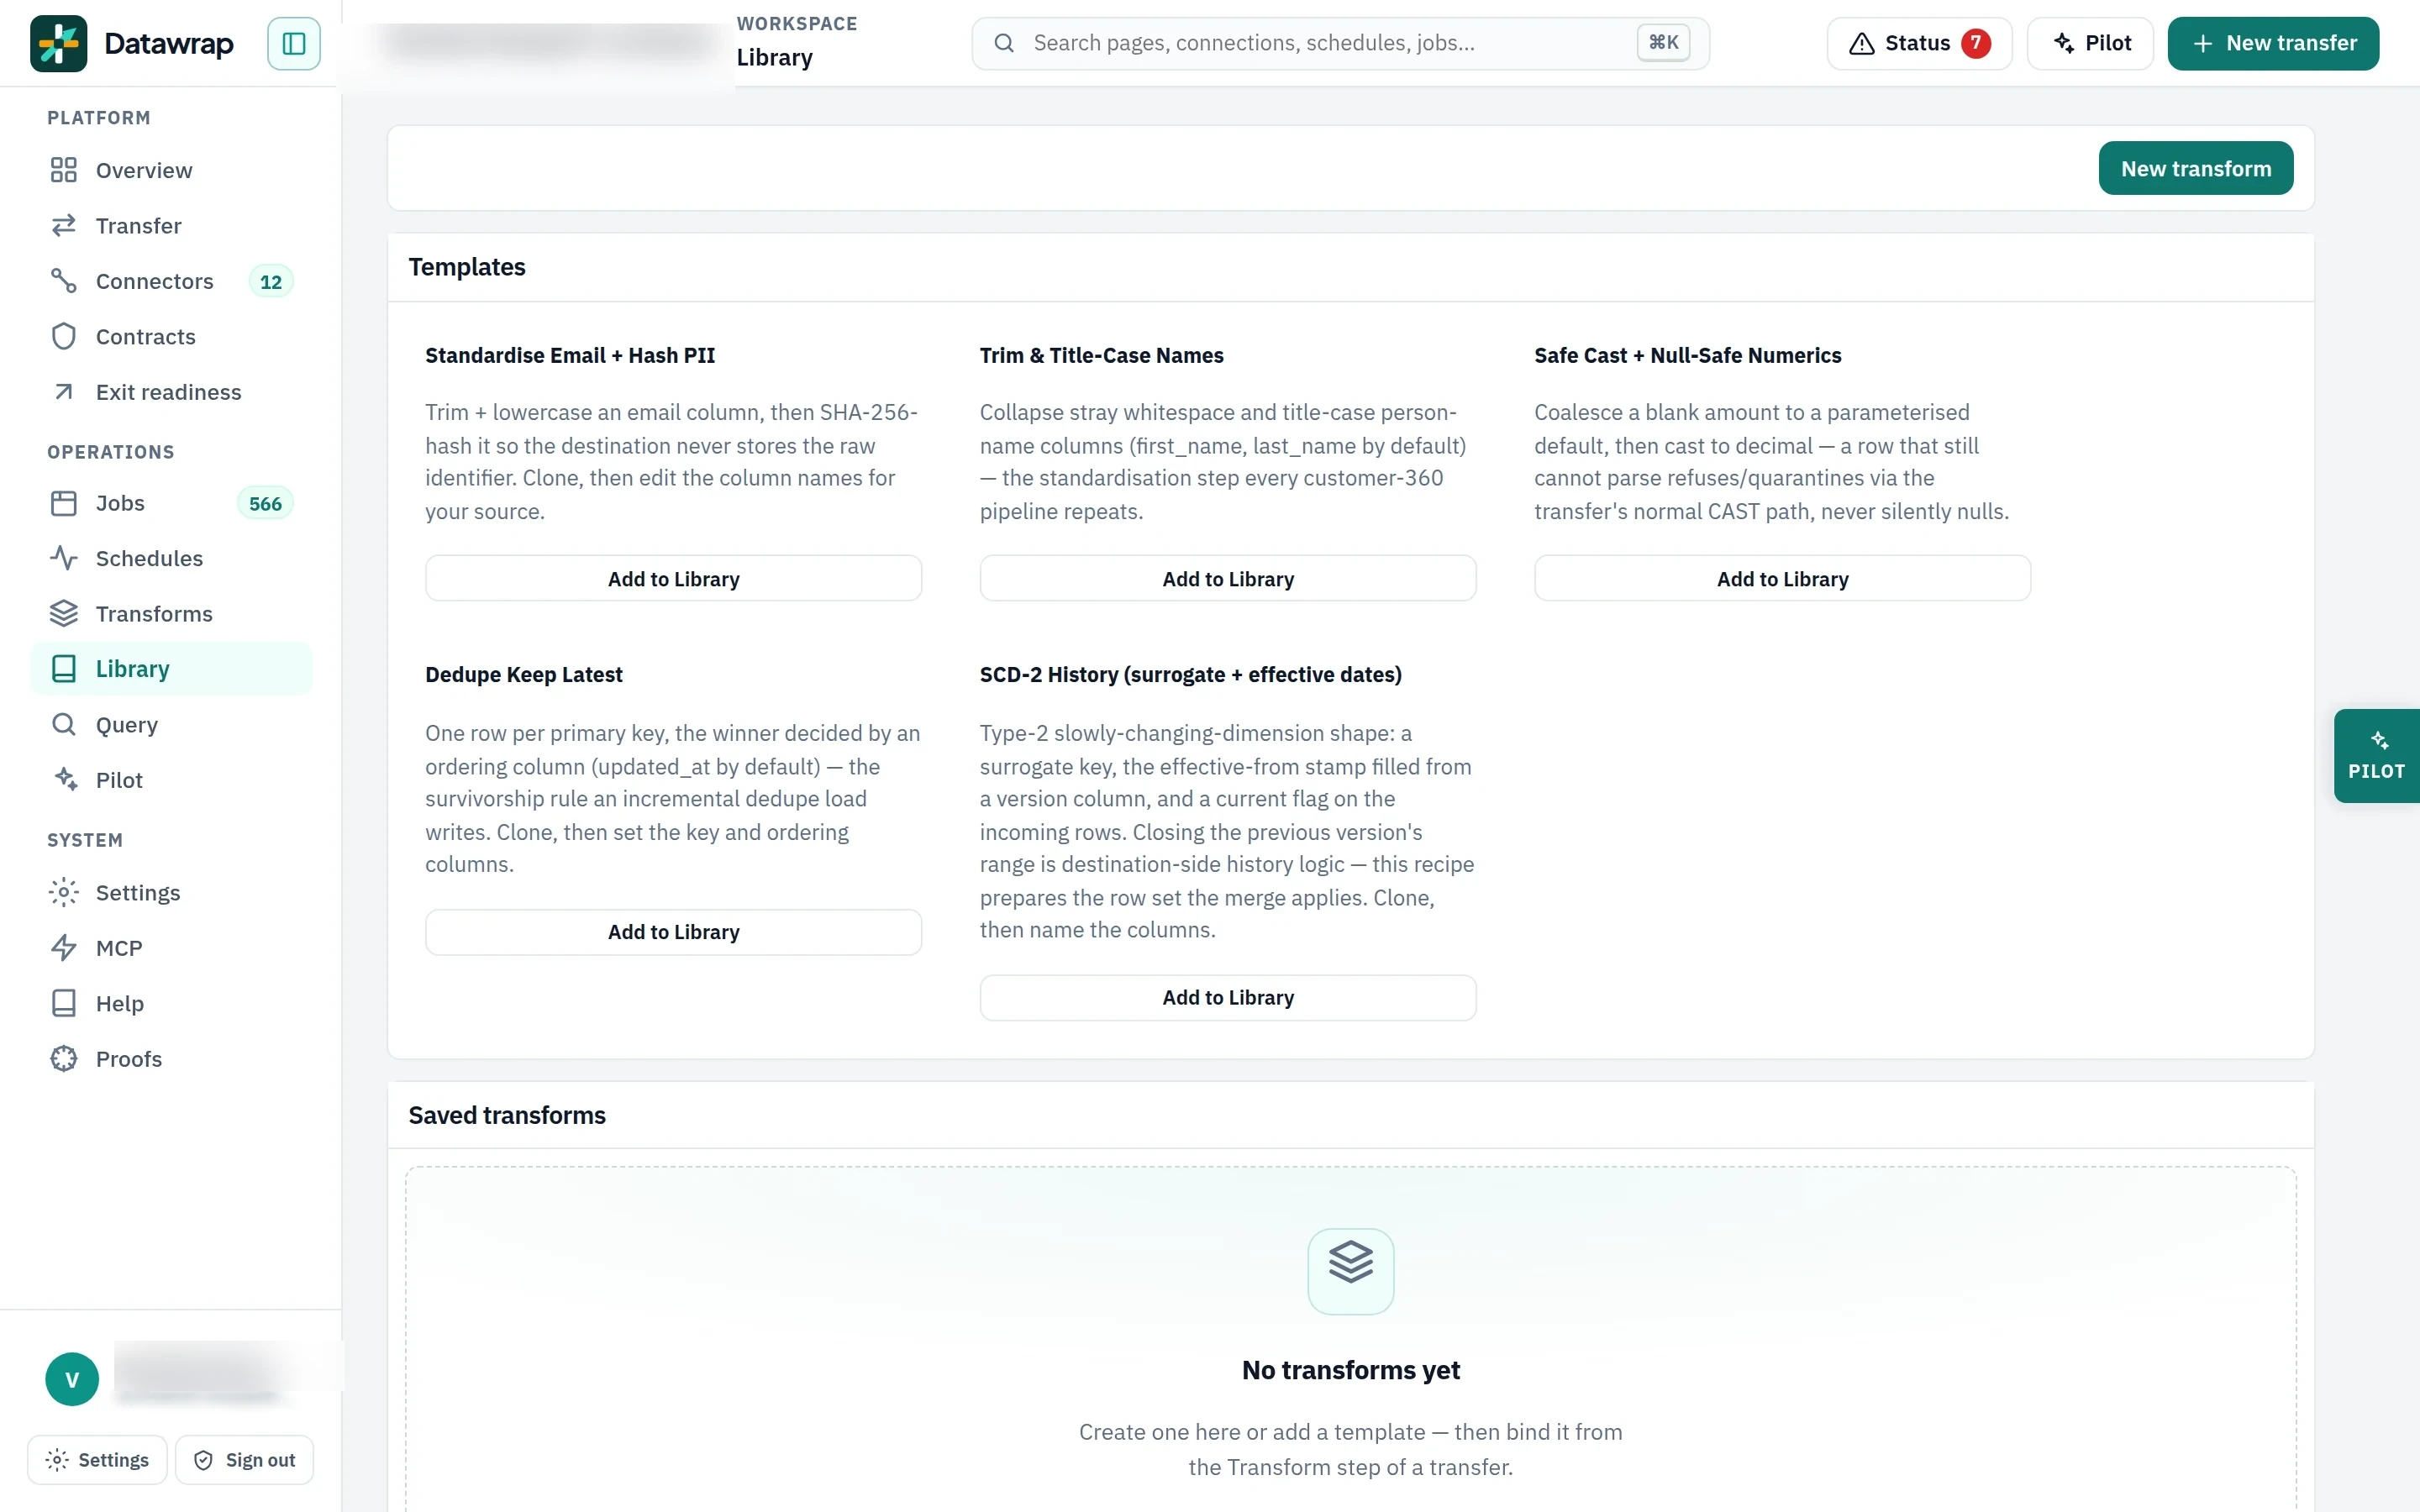 Datawrap
WORKSPACE
Library
Search pages, connections, schedules, jobs...
⌘K
Status 7
Pilot
New transfer
PLATFORM
Overview
Transfer
Connectors 12
Contracts
Exit readiness
OPERATIONS
Jobs 566
Schedules
Transforms
Library
Query
Pilot
SYSTEM
Settings
MCP
Help
Proofs
V
Settings
Sign out
New transform
Templates
Standardise Email + Hash PII
Trim + lowercase an email column, then SHA-256-
hash it so the destination never stores the raw
identifier. Clone, then edit the column names for
your source.
Add to Library
Trim & Title-Case Names
Collapse stray whitespace and title-case person-
name columns (first_name, last_name by default)
— the standardisation step every customer-360
pipeline repeats.
Add to Library
Safe Cast + Null-Safe Numerics
Coalesce a blank amount to a parameterised
default, then cast to decimal — a row that still
cannot parse refuses/quarantines via the
transfer's normal CAST path, never silently nulls.
Add to Library
Dedupe Keep Latest
One row per primary key, the winner decided by an
ordering column (updated_at by default) — the
survivorship rule an incremental dedupe load
writes. Clone, then set the key and ordering
columns.
Add to Library
SCD-2 History (surrogate + effective dates)
Type-2 slowly-changing-dimension shape: a
surrogate key, the effective-from stamp filled from
a version column, and a current flag on the
incoming rows. Closing the previous version's
range is destination-side history logic — this recipe
prepares the row set the merge applies. Clone,
then name the columns.
Add to Library
PILOT
Saved transforms
No transforms yet
Create one here or add a template — then bind it from
the Transform step of a transfer.